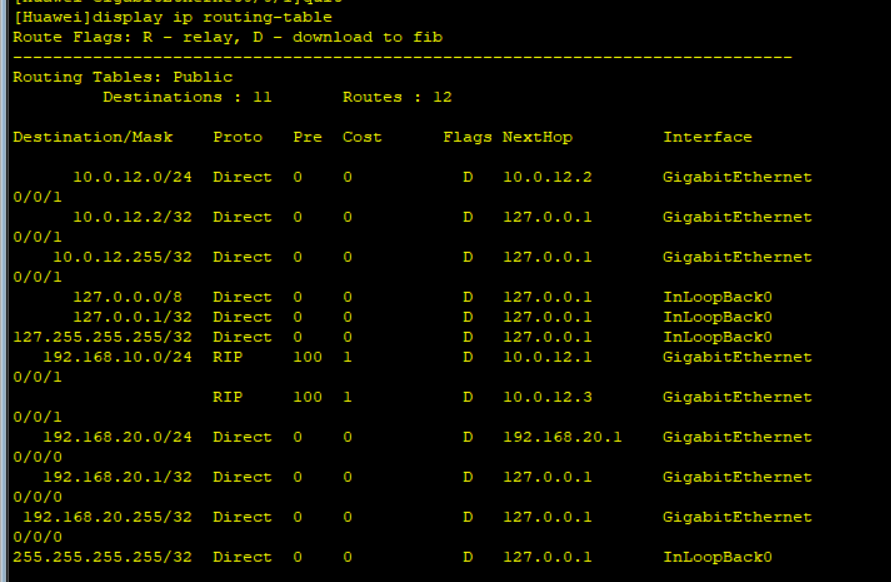 [Huawei]display ip routing-table
Route Flags: R - relay, D - download to fib
------------------------------------------------------------------------------
Routing Tables: Public
         Destinations : 11       Routes : 12

Destination/Mask    Proto   Pre  Cost      Flags NextHop         Interface

      10.0.12.0/24  Direct  0    0           D   10.0.12.2       GigabitEthernet
0/0/1
      10.0.12.2/32  Direct  0    0           D   127.0.0.1       GigabitEthernet
0/0/1
    10.0.12.255/32  Direct  0    0           D   127.0.0.1       GigabitEthernet
0/0/1
      127.0.0.0/8   Direct  0    0           D   127.0.0.1       InLoopBack0
      127.0.0.1/32  Direct  0    0           D   127.0.0.1       InLoopBack0
127.255.255.255/32  Direct  0    0           D   127.0.0.1       InLoopBack0
   192.168.10.0/24  RIP     100  1           D   10.0.12.1       GigabitEthernet
0/0/1
                    RIP     100  1           D   10.0.12.3       GigabitEthernet
0/0/1
   192.168.20.0/24  Direct  0    0           D   192.168.20.1    GigabitEthernet
0/0/0
   192.168.20.1/32  Direct  0    0           D   127.0.0.1       GigabitEthernet
0/0/0
 192.168.20.255/32  Direct  0    0           D   127.0.0.1       GigabitEthernet
0/0/0
255.255.255.255/32  Direct  0    0           D   127.0.0.1       InLoopBack0